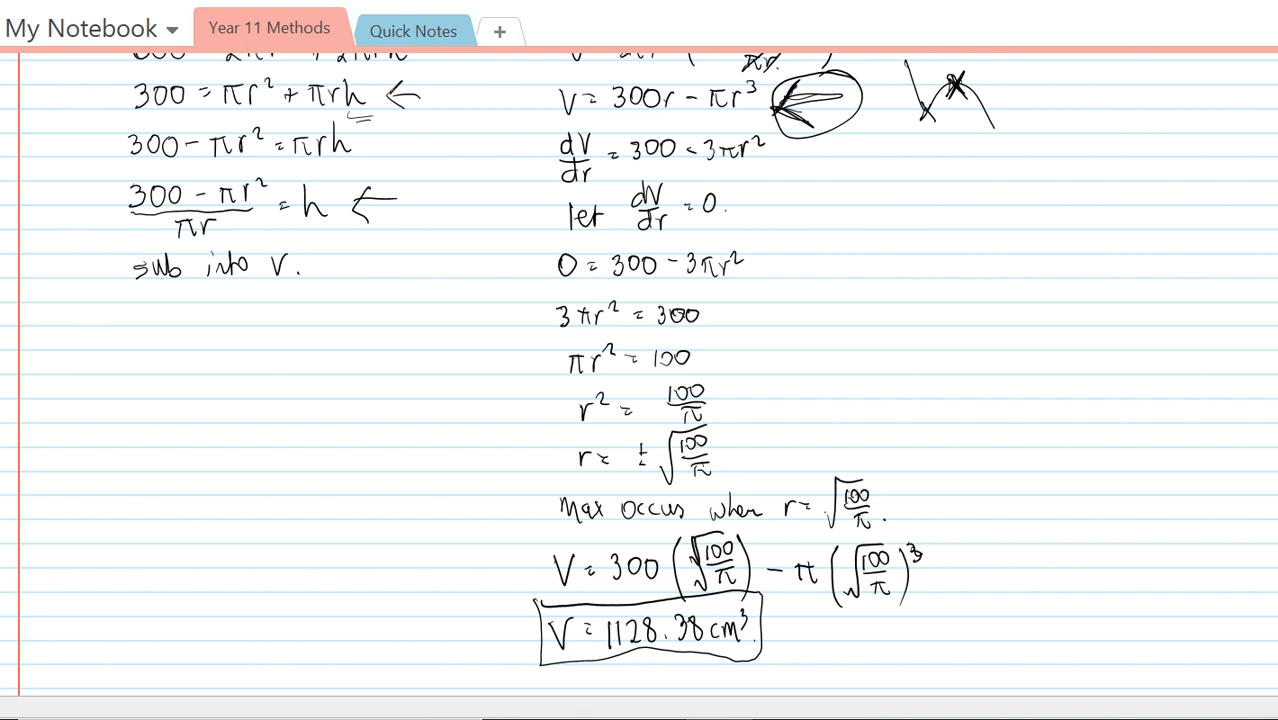 My Notebook
Year 11 Methods
Quick Notes
+
300 = πr² + πrh ←
300 - πr² = πrh
300 - πr² / πr = h ←
sub into V.
V = 300r - πr³ ←
dV/dr = 300 - 3πr²
let dV/dr = 0.
0 = 300 - 3πr²
3πr² = 300
πr² = 100
r² = 100/π
r = ± √(100/π)
Max occus when r = √(100/π).
V = 300 (√(100/π)) - π (√(100/π))³
V = 1128.38 cm³.